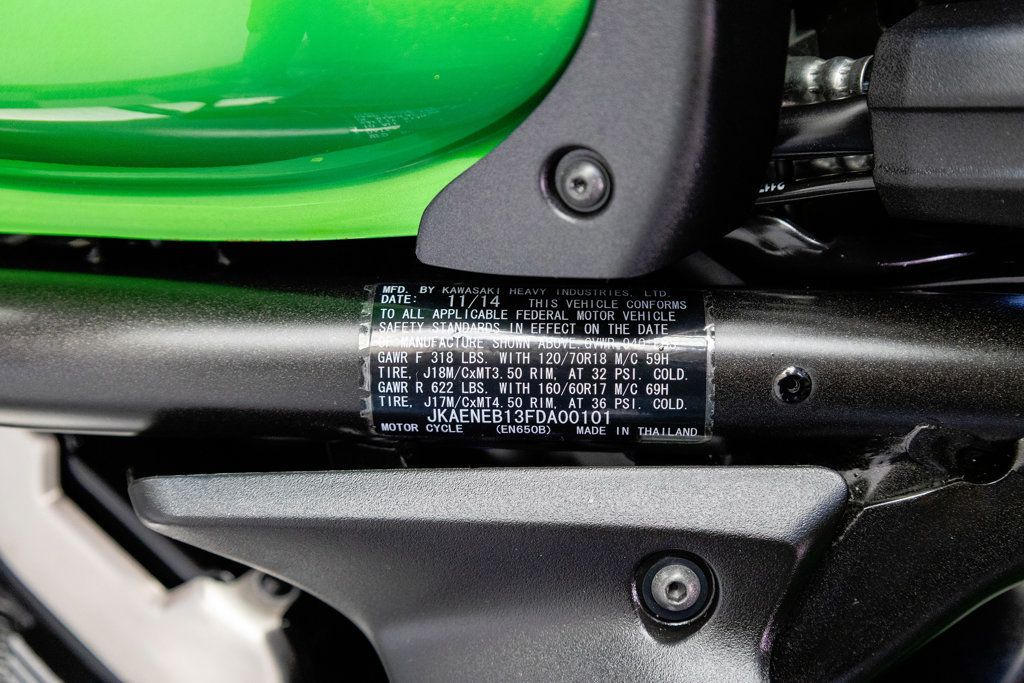 MFD. BY KAWASAKI HEAVY INDUSTRIES, LTD.
DATE: 11/14 THIS VEHICLE CONFORMS
TO ALL APPLICABLE FEDERAL MOTOR VEHICLE
SAFETY STANDARDS IN EFFECT ON THE DATE
OF MANUFACTURE SHOWN ABOVE. GVWR 940 LBS
GAWR F 318 LBS. WITH 120/70R18 M/C 59H
TIRE, J18M/CxMT3.50 RIM, AT 32 PSI. COLD.
GAWR R 622 LBS. WITH 160/60R17 M/C 69H
TIRE, J17M/CxMT4.50 RIM, AT 36 PSI. COLD.
JKAENEB13FDA00101
MOTOR CYCLE (EN650B) MADE IN THAILAND